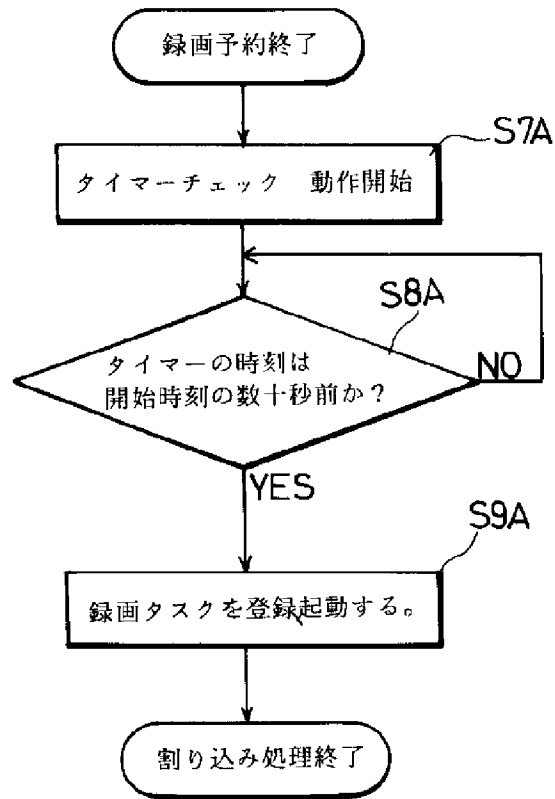 録画予約終了
S7A
タイマーチェック 動作開始
S8A
タイマーの時刻は
開始時刻の数十秒前か?
NO
YES
S9A
録画タスクを登録起動する。
割り込み処理終了